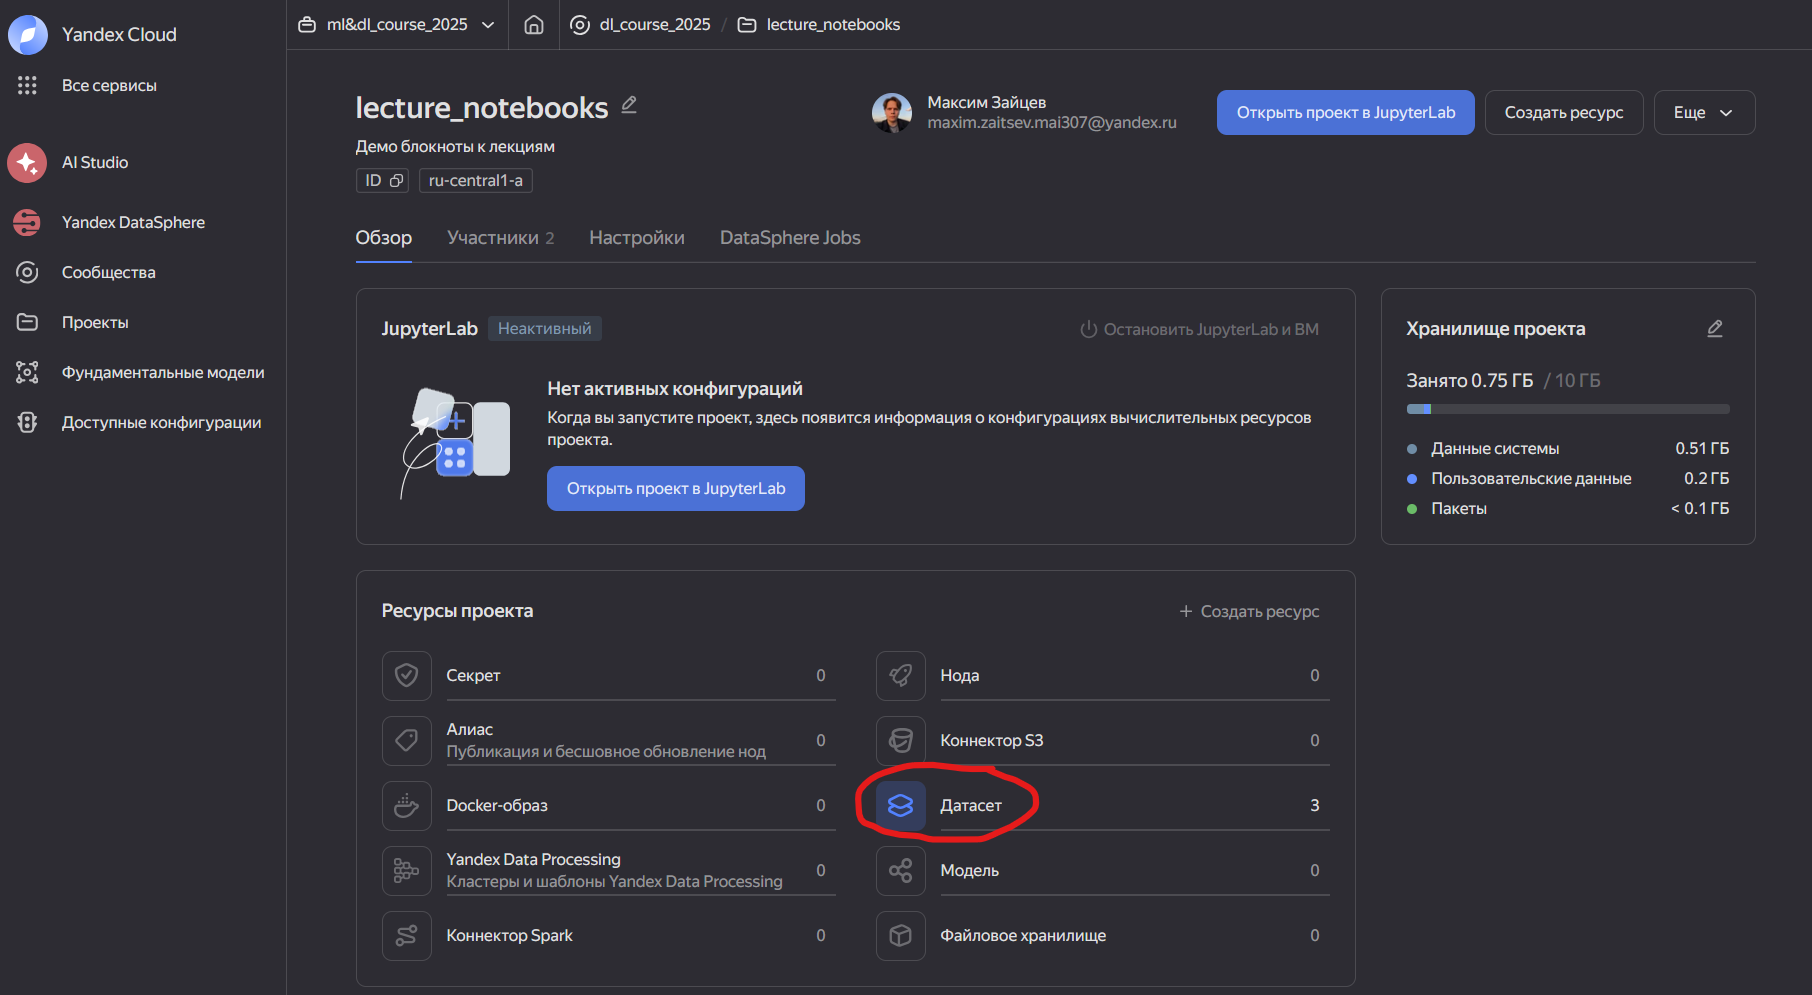 Yandex Cloud
Все сервисы
AI Studio
Yandex DataSphere
Сообщества
Проекты
Фундаментальные модели
Доступные конфигурации
ml&dl_course_2025
dl_course_2025 / lecture_notebooks
lecture_notebooks
Демо блокноты к лекциям
ID
ru-central1-a
Максим Зайцев
maxim.zaitsev.mai307@yandex.ru
Открыть проект в JupyterLab
Создать ресурс
Еще
Обзор
Участники 2
Настройки
DataSphere Jobs
JupyterLab
Неактивный
Остановить JupyterLab и ВМ
Нет активных конфигураций
Когда вы запустите проект, здесь появится информация о конфигурациях вычислительных ресурсов
проекта.
Открыть проект в JupyterLab
Хранилище проекта
Занято 0.75 ГБ / 10 ГБ
Данные системы 0.51 ГБ
Пользовательские данные 0.2 ГБ
Пакеты < 0.1 ГБ
Ресурсы проекта
+ Создать ресурс
Секрет 0
Нода 0
Алиас
Публикация и бесшовное обновление нод 0
Коннектор S3 0
Docker-образ 0
Датасет 3
Yandex Data Processing
Кластеры и шаблоны Yandex Data Processing 0
Модель 0
Коннектор Spark 0
Файловое хранилище 0